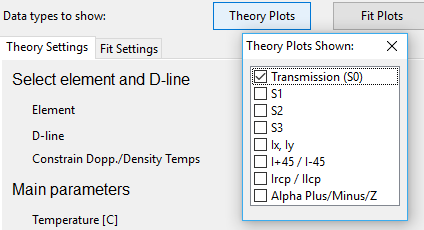 Data types to show:
Theory Plots
Fit Plots
Theory Settings
Fit Settings
Theory Plots Shown:
Select element and D-line
Element
D-line
Constrain Dopp./Density Temps
Main parameters
Temperature [C]
Transmission (S0)
S1
S2
S3
Ix, Iy
I+45 / I-45
Ircp / Ilcp
Alpha Plus/Minus/Z